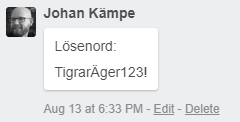 Johan Kämpe
Lösenord:
TigrarÄger123!
Aug 13 at 6:33 PM - Edit - Delete